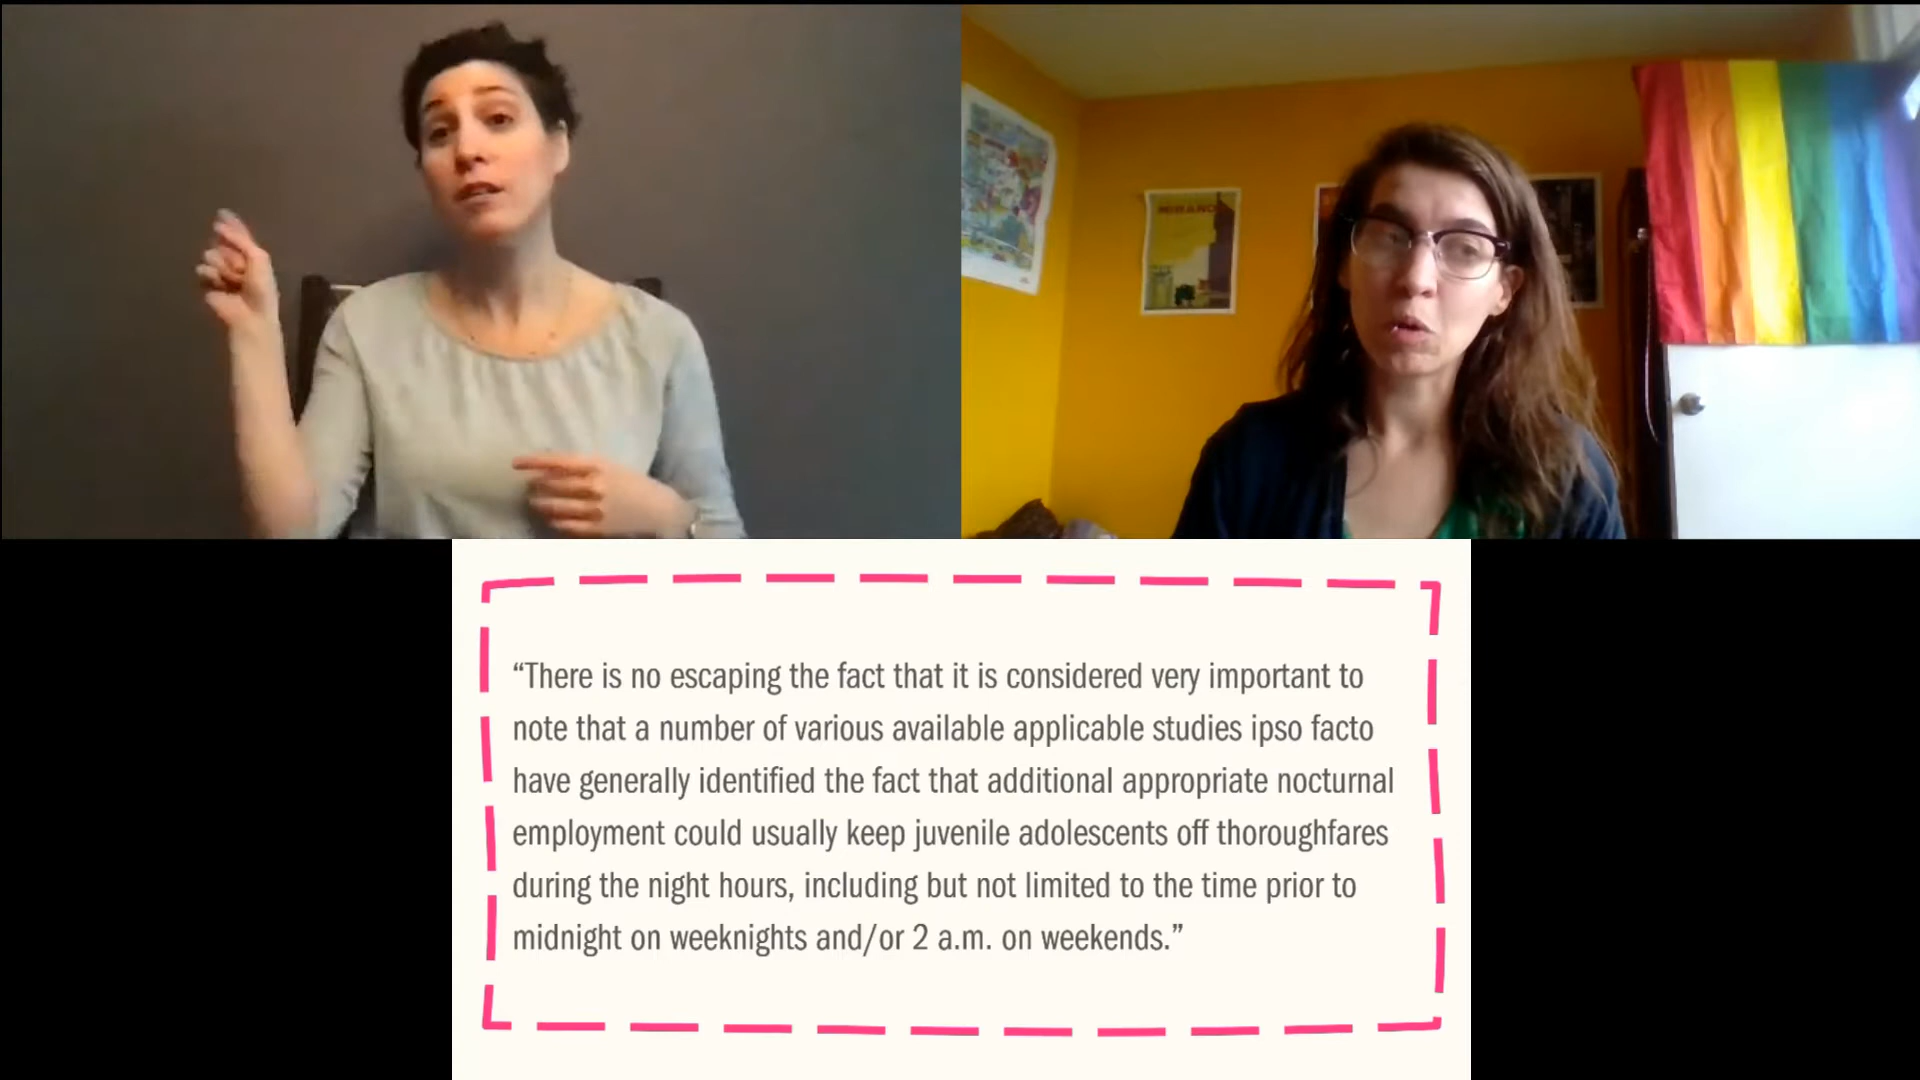 MERANO
“There is no escaping the fact that it is considered very important to
note that a number of various available applicable studies ipso facto
have generally identified the fact that additional appropriate nocturnal
employment could usually keep juvenile adolescents off thoroughfares
during the night hours, including but not limited to the time prior to
midnight on weeknights and/or 2 a.m. on weekends.”